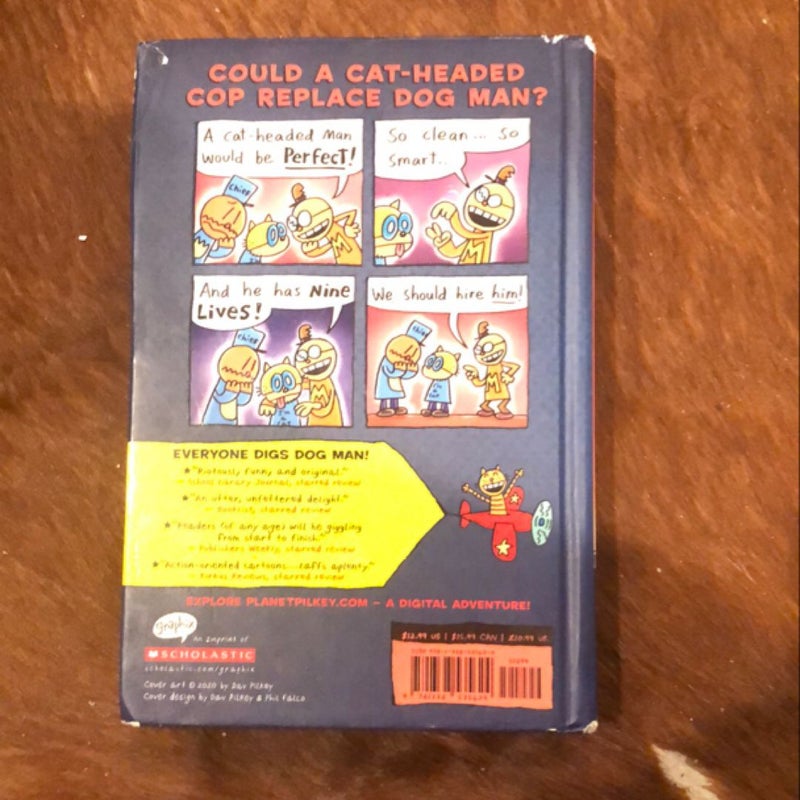 COULD A CAT-HEADED
COP REPLACE DOG MAN?
A cat-headed Man
would be PERFECT!
So clean... So
smart..
And he has NINE
LIVES!
We should hire him!
chief
chief
chief
EVERYONE DIGS DOG MAN!
★ "Riotously funny and original."
— School Library Journal, starred review
★ "An utter, unfettered delight."
— Booklist, starred review
★ "Readers (of any age) will be giggling
from start to finish."
— Publishers Weekly, starred review
★ "Action-oriented cartoons... Laffs aplenty."
— Kirkus Reviews, starred review
EXPLORE PLANETPILKEY.COM — A DIGITAL ADVENTURE!
graphix
An Imprint of
SCHOLASTIC
scholastic.com/graphix
Cover art © 2020 by Dav Pilkey
Cover design by Dav Pilkey & Phil Falco
$12.99 US | $15.99 CAN |